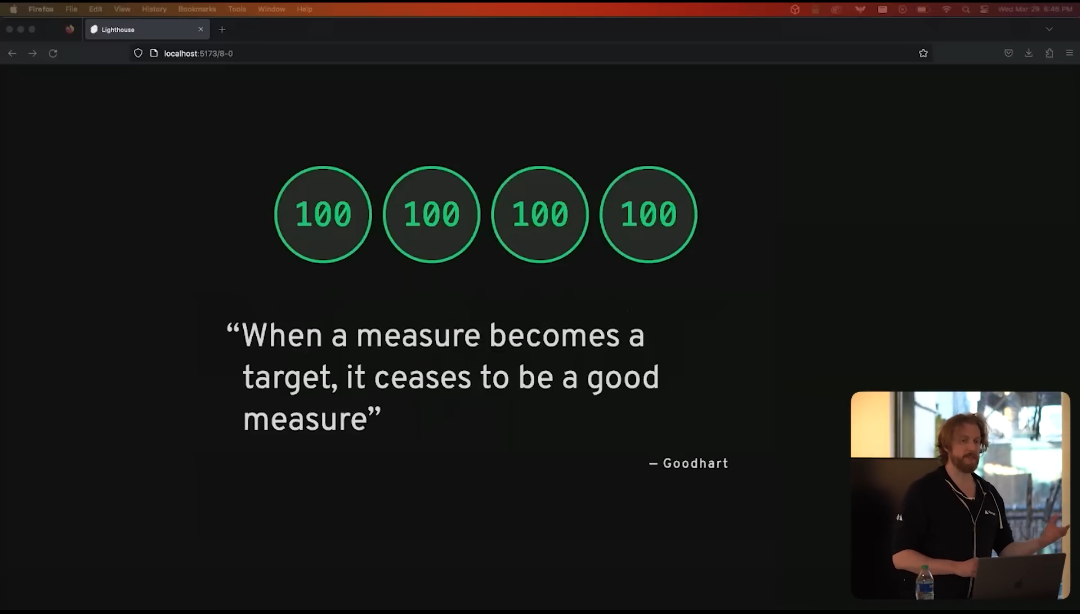 Firefox File Edit View History Bookmarks Tools Window Help
Wed Mar 29 6:46 PM
Lighthouse
localhost:5173/8-0
100 100 100 100
“When a measure becomes a
target, it ceases to be a good
measure”
– Goodhart